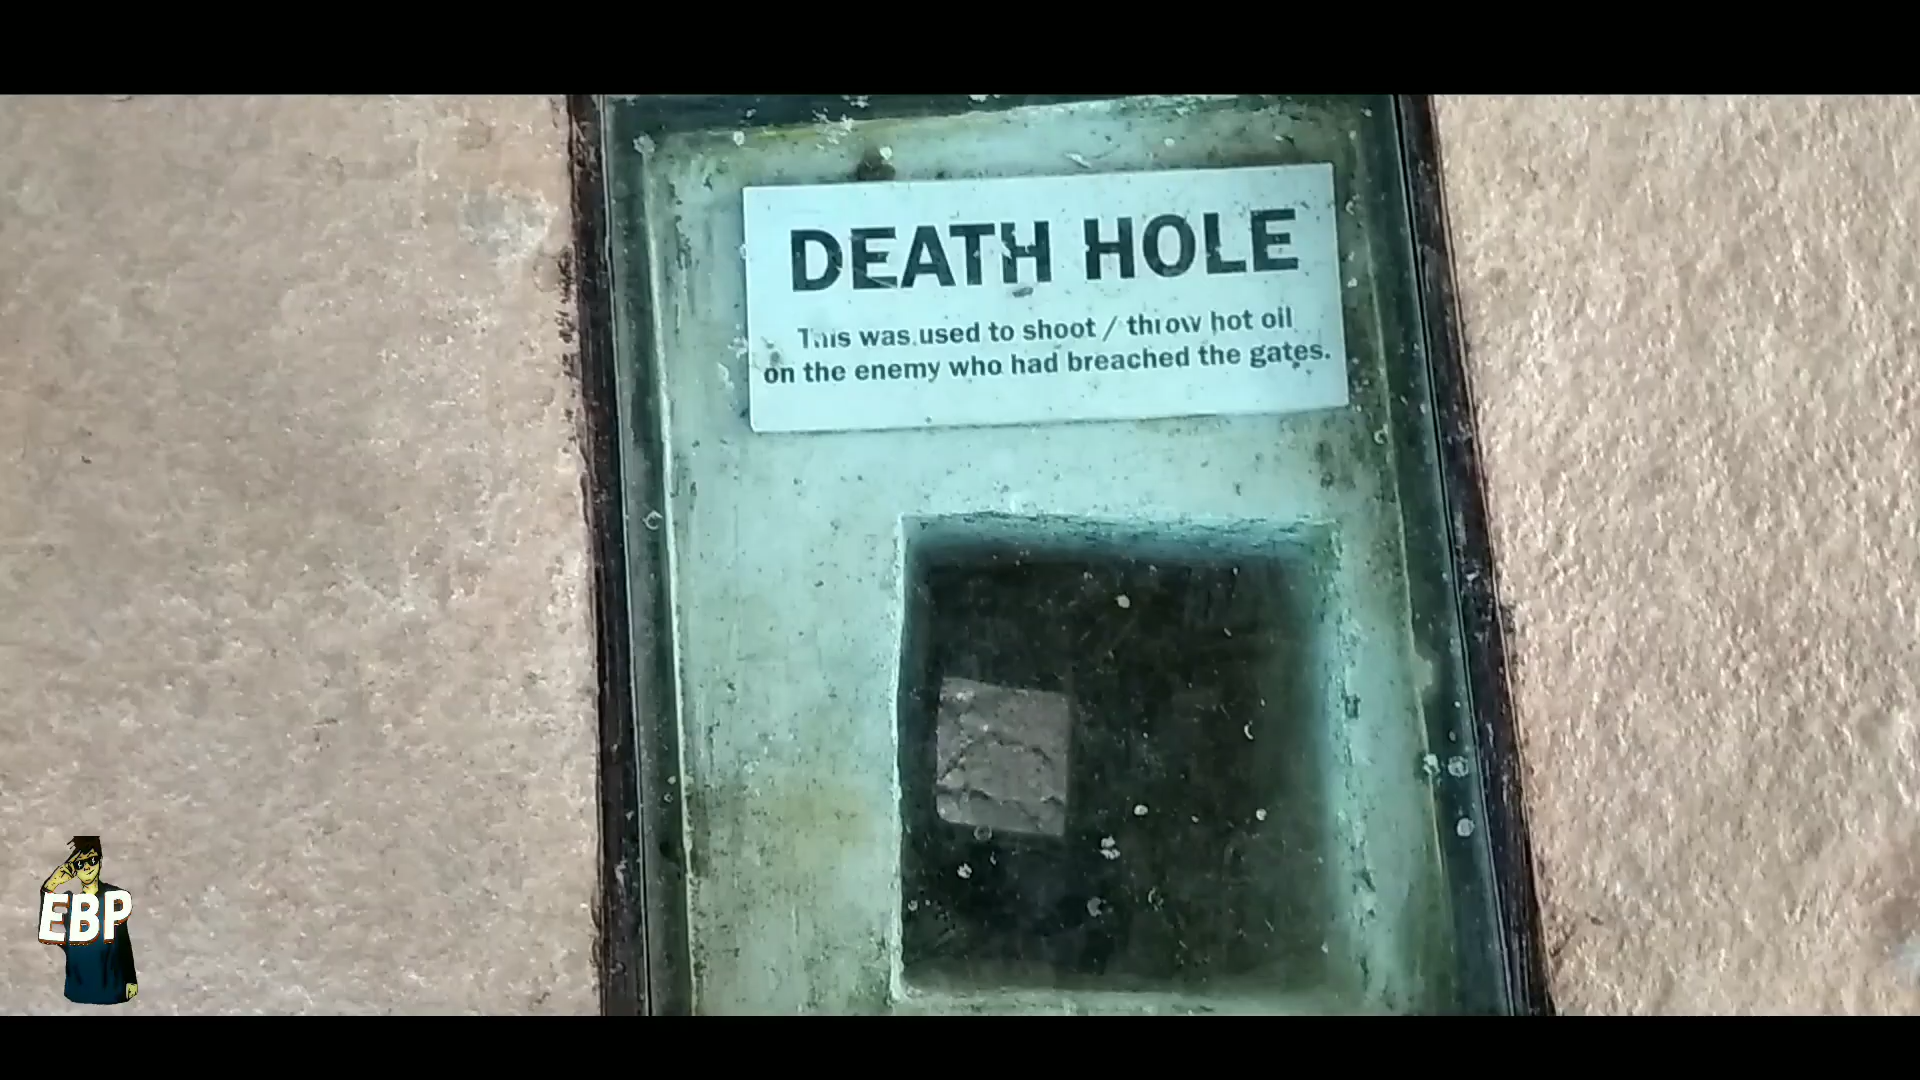 DEATH HOLE
This was used to shoot / throw hot oil
on the enemy who had breached the gates.
EBP